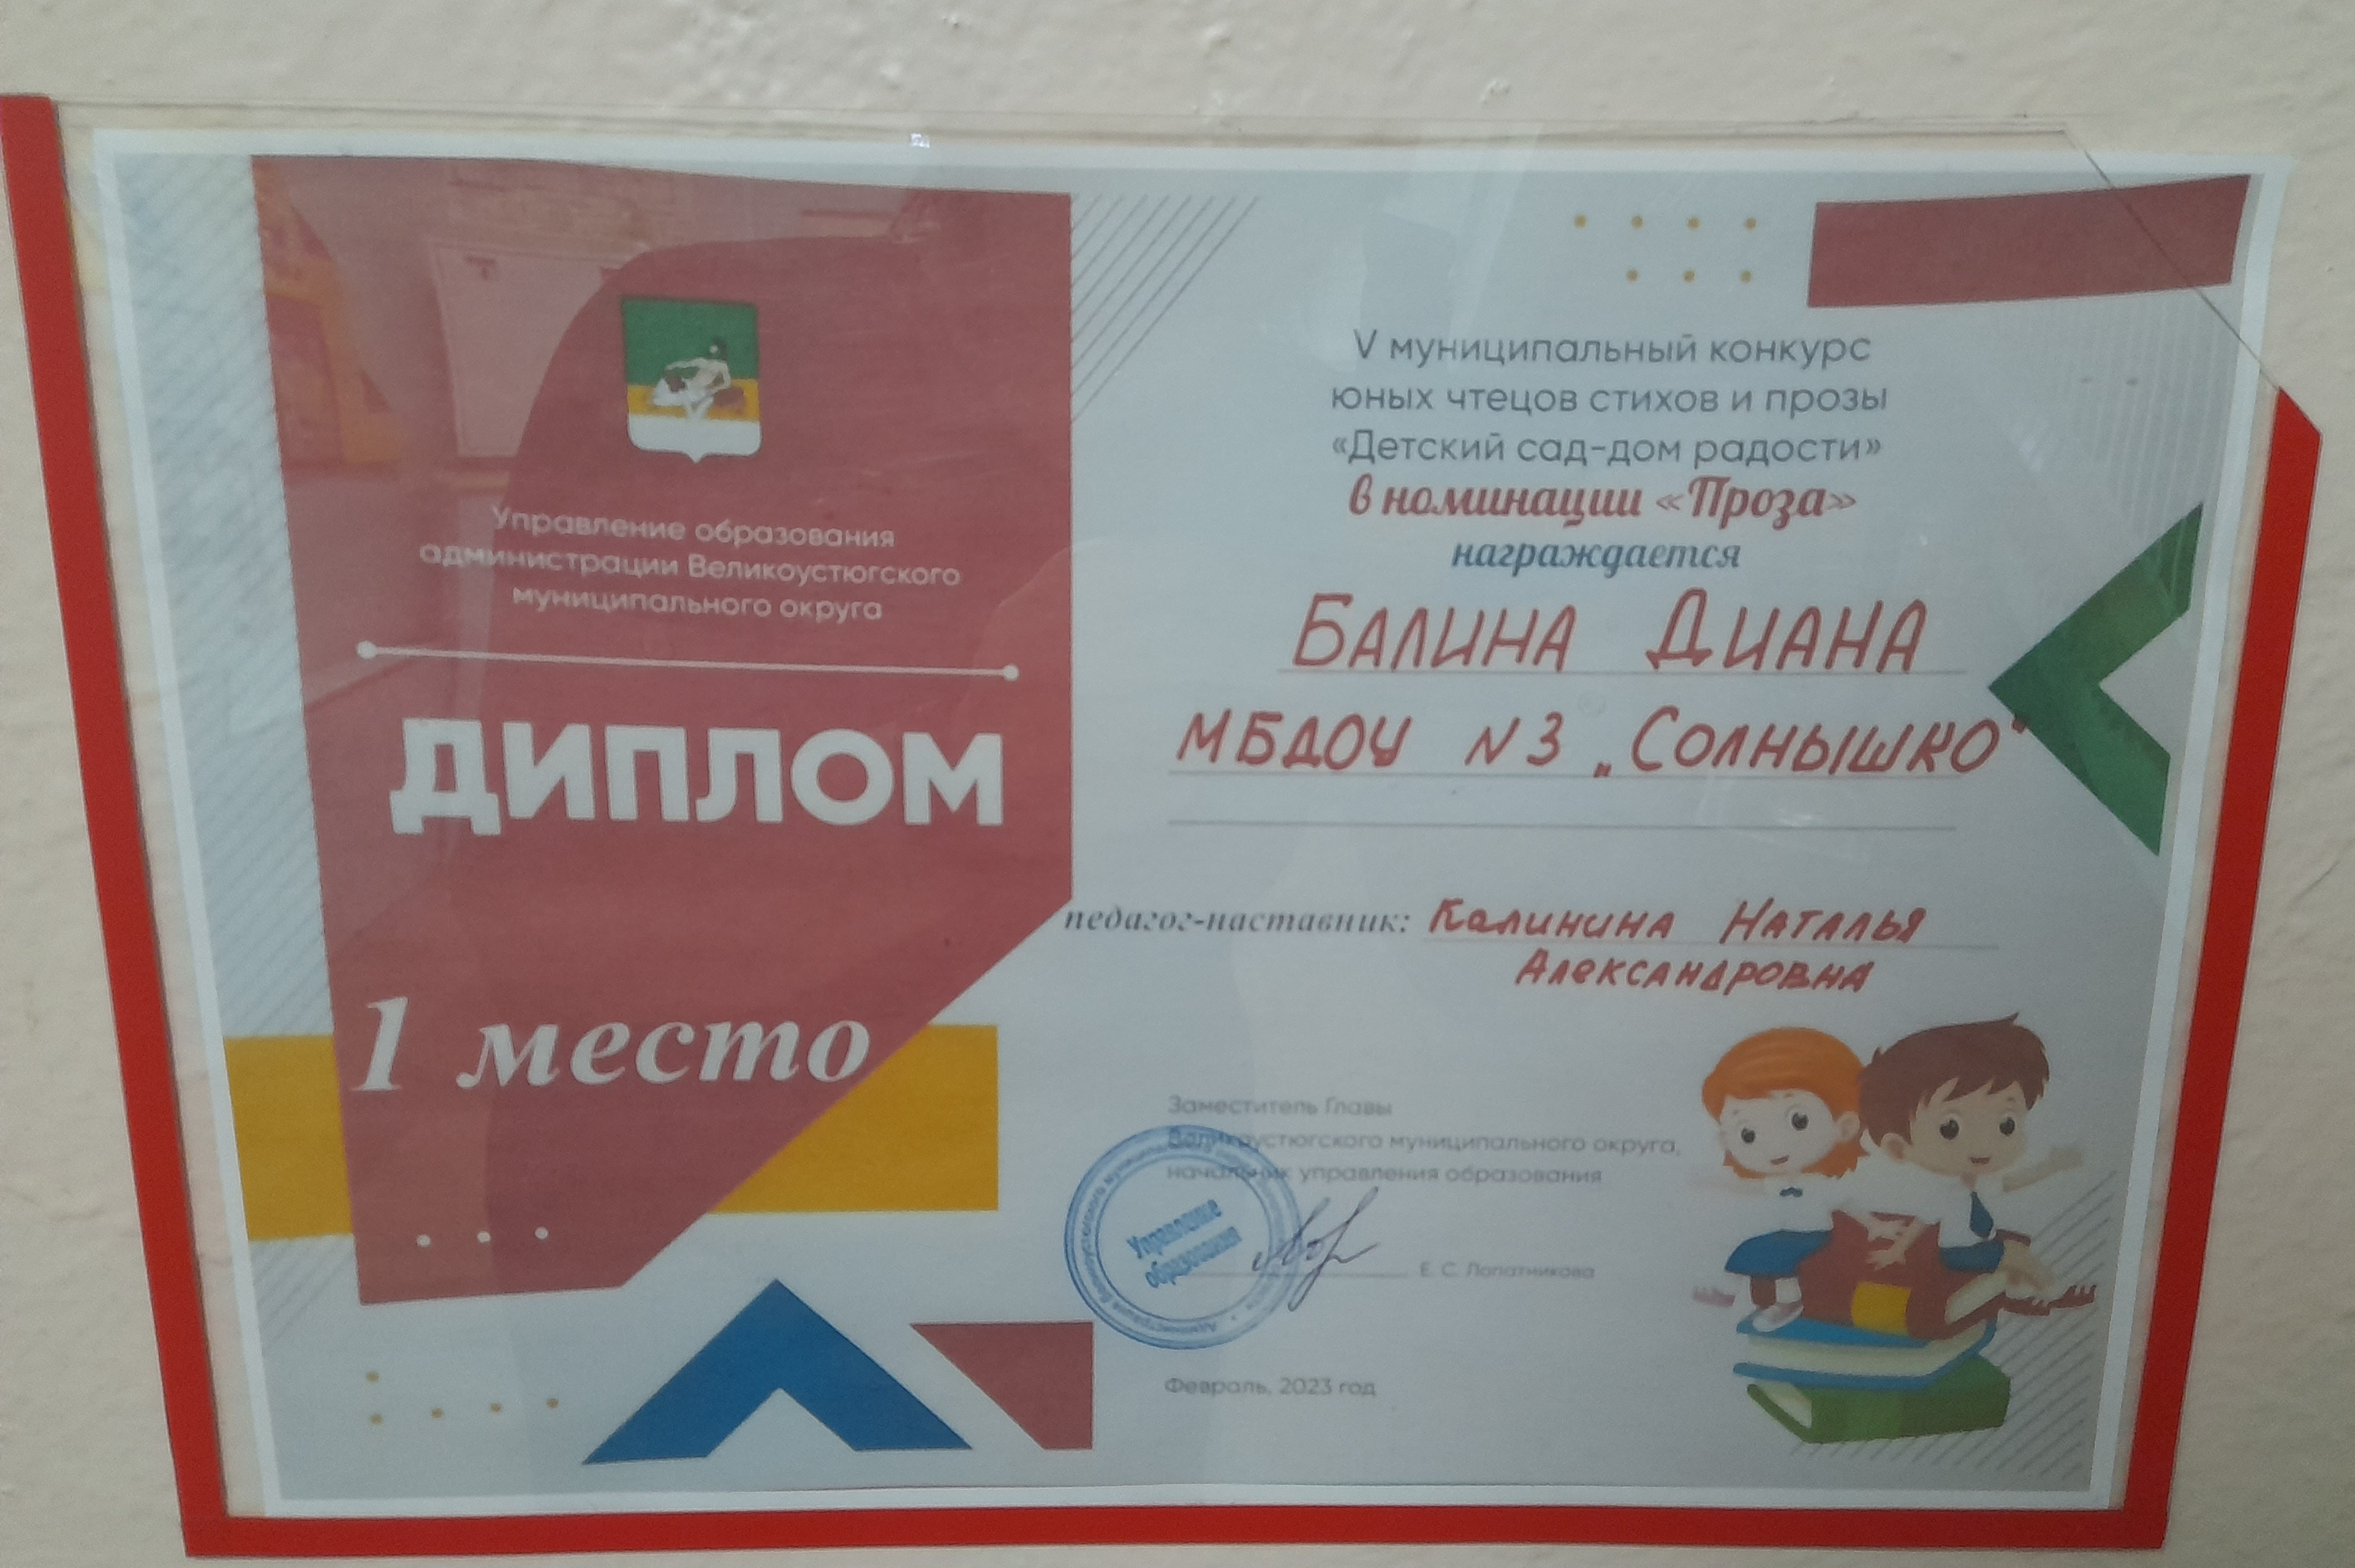 Управление образования
администрации Великоустюгского
муниципального округа
ДИПЛОМ
1 место
V муниципальный конкурс
юных чтецов стихов и прозы
«Детский сад-дом радости»
в номинации «Проза»
награждается
БАЛИНА ДИАНА
МБДОУ N3 „Солнышко“
педагог-наставник: Калинина Наталья
Александровна
Заместитель Главы
Великоустюгского муниципального округа,
начальник управления образования
Управление
образования
Е. С. Лопатникова
Февраль, 2023 год